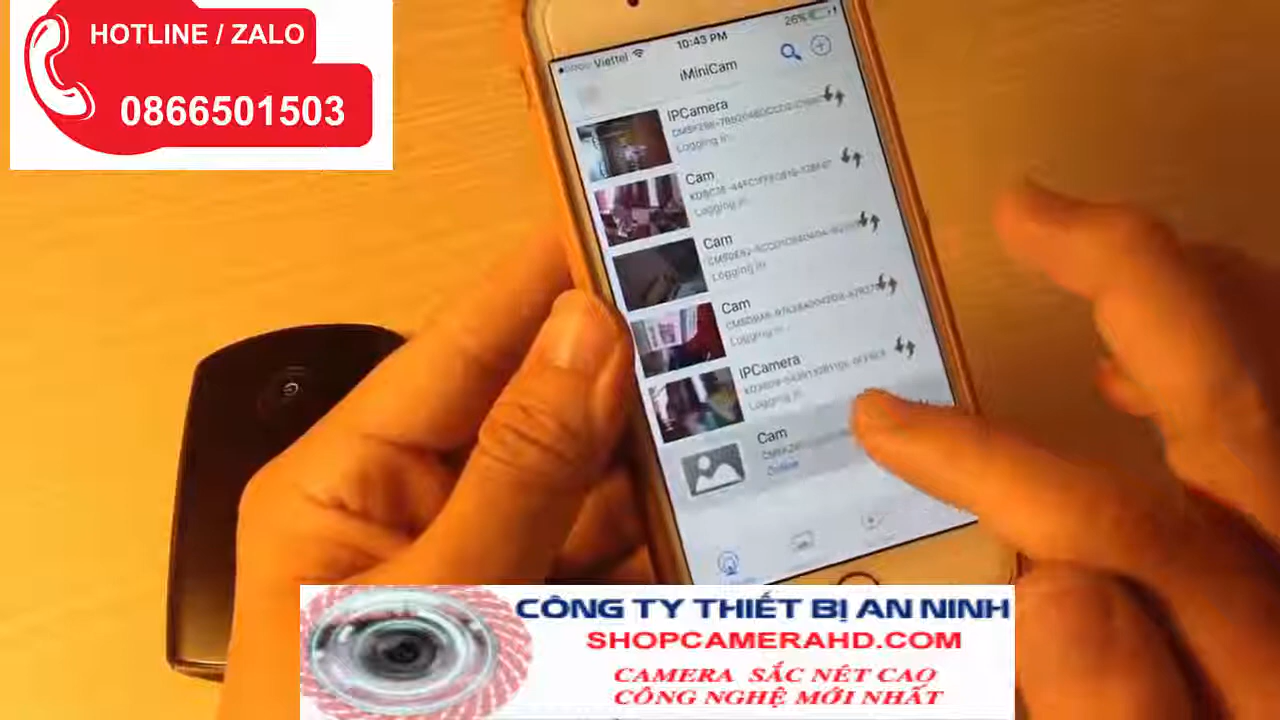 HOTLINE / ZALO
0866501503
Viettel
10:43 PM
26%
iMiniCam
IPCamera
Logging in..
Cam
Logging in..
Cam
Logging in..
Cam
Logging in..
IPCamera
Logging in..
Cam
Online
CÔNG TY THIẾT BỊ AN NINH
SHOPCAMERAHD.COM
CAMERA SẮC NÉT CAO
CÔNG NGHỆ MỚI NHẤT